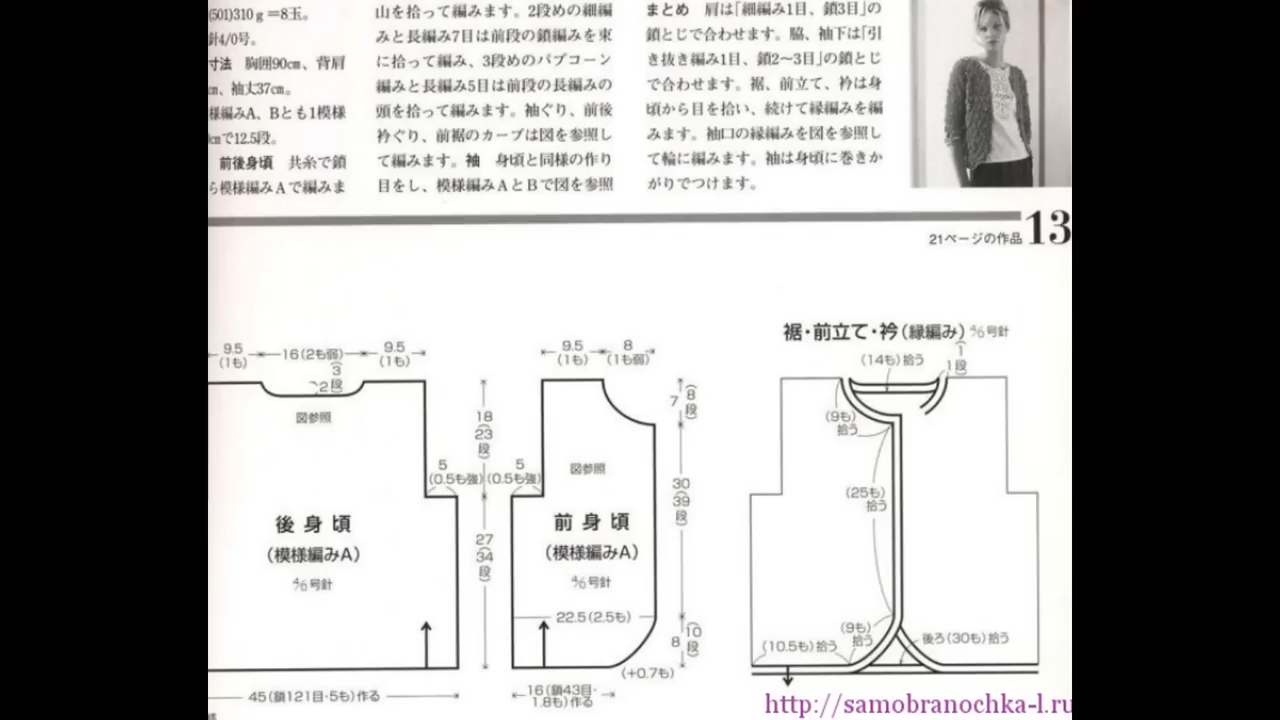 (501)310g＝8玉。
針4/0号。
寸法　胸囲90㎝、背肩
㎝、袖丈37㎝。
様編みA、Bとも1模様
㎝で12.5段。
前後身頃　共糸で鎖
ら模様編みAで編みま
山を拾って編みます。2段めの細編
みと長編み7目は前段の鎖編みを束
に拾って編み、3段めのパプコーン
編みと長編み5目は前段の長編みの
頭を拾って編みます。袖ぐり、前後
衿ぐり、前裾のカーブは図を参照し
て編みます。袖　身頃と同様の作り
目をし、模様編みAとBで図を参照
まとめ　肩は｢細編み1目、鎖3目｣の
鎖とじで合わせます。脇、袖下は｢引
き抜き編み1目、鎖2〜3目｣の鎖とじ
で合わせます。裾、前立て、衿は身
頃から目を拾い、続けて縁編みを編
みます。袖口の縁編みを図を参照し
て輪に編みます。袖は身頃に巻きか
がりでつけます。
21ページの作品 13
9.5
(1も)
16(2も弱)
9.5
(1も)
3段
2
図参照
18
(23段)
5
(0.5も強)
27
(34段)
後身頃
(模様編みA)
4/0号針
45(鎖121目･5も)作る
9.5
(1も)
8
(1も弱)
7
(8段)
5
(0.5も強)
図参照
30
(39段)
前身頃
(模様編みA)
4/0号針
22.5(2.5も)
8
(10段)
(+0.7も)
16(鎖43目･
1.8も)作る
裾・前立て・衿(縁編み) 4/0号針
(14も)拾う
1
(1段)
(9も)
拾う
(25も)
拾う
(9も)
拾う
(10.5も)拾う
後ろ(30も)拾う
http://samobranochka-l.ru